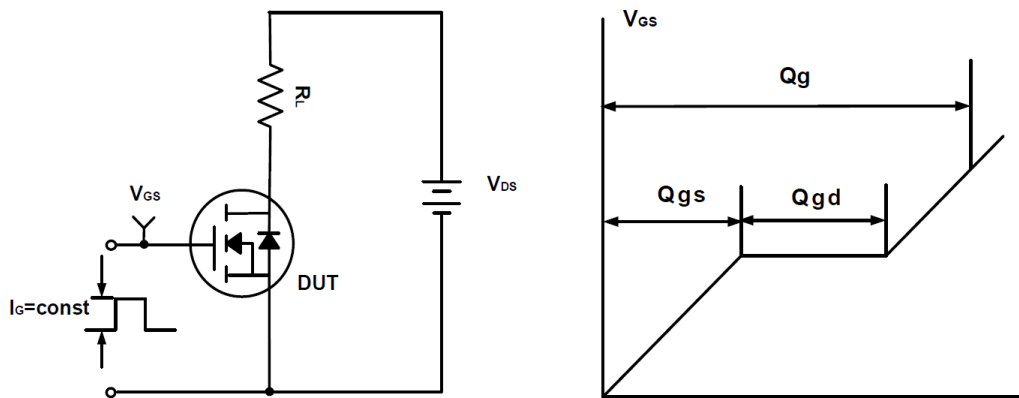 RL
VGS
VDS
DUT
IG=const
VGS
Qg
Qgs
Qgd